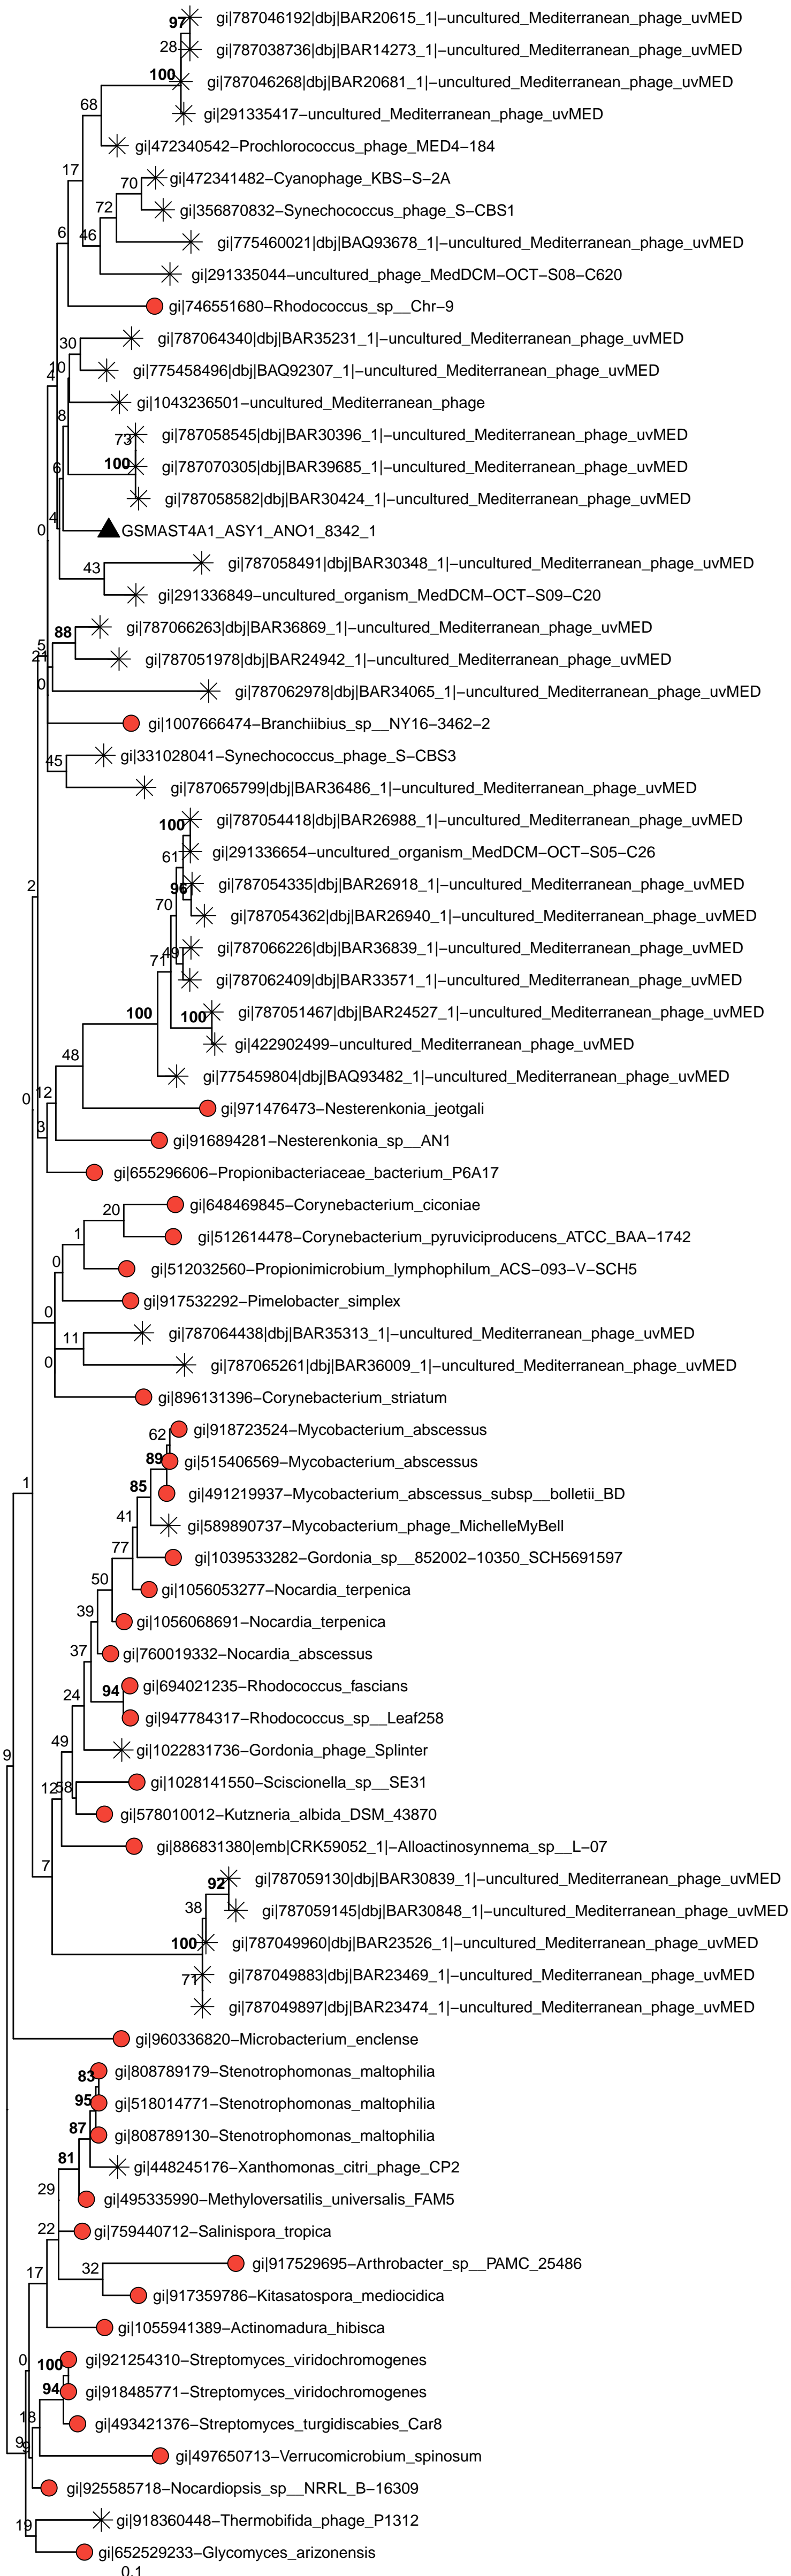 97
gi|787046192|dbj|BAR20615_1|−uncultured_Mediterranean_phage_uvMED
28
gi|787038736|dbj|BAR14273_1|−uncultured_Mediterranean_phage_uvMED
100
gi|787046268|dbj|BAR20681_1|−uncultured_Mediterranean_phage_uvMED
68
gi|291335417−uncultured_Mediterranean_phage_uvMED
gi|472340542−Prochlorococcus_phage_MED4−184
17
70
gi|472341482−Cyanophage_KBS−S−2A
72
gi|356870832−Synechococcus_phage_S−CBS1
6
46
gi|775460021|dbj|BAQ93678_1|−uncultured_Mediterranean_phage_uvMED
gi|291335044−uncultured_phage_MedDCM−OCT−S08−C620
gi|746551680−Rhodococcus_sp__Chr−9
30
gi|787064340|dbj|BAR35231_1|−uncultured_Mediterranean_phage_uvMED
4
10
gi|775458496|dbj|BAQ92307_1|−uncultured_Mediterranean_phage_uvMED
8
gi|1043236501−uncultured_Mediterranean_phage
73
gi|787058545|dbj|BAR30396_1|−uncultured_Mediterranean_phage_uvMED
6
100
gi|787070305|dbj|BAR39685_1|−uncultured_Mediterranean_phage_uvMED
gi|787058582|dbj|BAR30424_1|−uncultured_Mediterranean_phage_uvMED
4
0
GSMAST4A1_ASY1_ANO1_8342_1
43
gi|787058491|dbj|BAR30348_1|−uncultured_Mediterranean_phage_uvMED
gi|291336849−uncultured_organism_MedDCM−OCT−S09−C20
88
gi|787066263|dbj|BAR36869_1|−uncultured_Mediterranean_phage_uvMED
5
21
gi|787051978|dbj|BAR24942_1|−uncultured_Mediterranean_phage_uvMED
0
gi|787062978|dbj|BAR34065_1|−uncultured_Mediterranean_phage_uvMED
gi|1007666474−Branchiibius_sp__NY16−3462−2
45
gi|331028041−Synechococcus_phage_S−CBS3
gi|787065799|dbj|BAR36486_1|−uncultured_Mediterranean_phage_uvMED
100
gi|787054418|dbj|BAR26988_1|−uncultured_Mediterranean_phage_uvMED
61
gi|291336654−uncultured_organism_MedDCM−OCT−S05−C26
2
96
gi|787054335|dbj|BAR26918_1|−uncultured_Mediterranean_phage_uvMED
70
gi|787054362|dbj|BAR26940_1|−uncultured_Mediterranean_phage_uvMED
71
49
gi|787066226|dbj|BAR36839_1|−uncultured_Mediterranean_phage_uvMED
gi|787062409|dbj|BAR33571_1|−uncultured_Mediterranean_phage_uvMED
100
100
gi|787051467|dbj|BAR24527_1|−uncultured_Mediterranean_phage_uvMED
48
gi|422902499−uncultured_Mediterranean_phage_uvMED
gi|775459804|dbj|BAQ93482_1|−uncultured_Mediterranean_phage_uvMED
0
12
gi|971476473−Nesterenkonia_jeotgali
3
gi|916894281−Nesterenkonia_sp__AN1
gi|655296606−Propionibacteriaceae_bacterium_P6A17
20
gi|648469845−Corynebacterium_ciconiae
1
gi|512614478−Corynebacterium_pyruviciproducens_ATCC_BAA−1742
0
gi|512032560−Propionimicrobium_lymphophilum_ACS−093−V−SCH5
0
gi|917532292−Pimelobacter_simplex
11
gi|787064438|dbj|BAR35313_1|−uncultured_Mediterranean_phage_uvMED
0
gi|787065261|dbj|BAR36009_1|−uncultured_Mediterranean_phage_uvMED
gi|896131396−Corynebacterium_striatum
62
gi|918723524−Mycobacterium_abscessus
89
gi|515406569−Mycobacterium_abscessus
1
85
gi|491219937−Mycobacterium_abscessus_subsp__bolletii_BD
41
gi|589890737−Mycobacterium_phage_MichelleMyBell
77
gi|1039533282−Gordonia_sp__852002−10350_SCH5691597
50
gi|1056053277−Nocardia_terpenica
39
gi|1056068691−Nocardia_terpenica
37
gi|760019332−Nocardia_abscessus
94
gi|694021235−Rhodococcus_fascians
24
gi|947784317−Rhodococcus_sp__Leaf258
49
gi|1022831736−Gordonia_phage_Splinter
9
12
58
gi|1028141550−Sciscionella_sp__SE31
gi|578010012−Kutzneria_albida_DSM_43870
gi|886831380|emb|CRK59052_1|−Alloactinosynnema_sp__L−07
7
92
gi|787059130|dbj|BAR30839_1|−uncultured_Mediterranean_phage_uvMED
38
gi|787059145|dbj|BAR30848_1|−uncultured_Mediterranean_phage_uvMED
100
gi|787049960|dbj|BAR23526_1|−uncultured_Mediterranean_phage_uvMED
71
gi|787049883|dbj|BAR23469_1|−uncultured_Mediterranean_phage_uvMED
gi|787049897|dbj|BAR23474_1|−uncultured_Mediterranean_phage_uvMED
gi|960336820−Microbacterium_enclense
83
gi|808789179−Stenotrophomonas_maltophilia
95
gi|518014771−Stenotrophomonas_maltophilia
87
gi|808789130−Stenotrophomonas_maltophilia
81
gi|448245176−Xanthomonas_citri_phage_CP2
29
gi|495335990−Methyloversatilis_universalis_FAM5
22
gi|759440712−Salinispora_tropica
17
32
gi|917529695−Arthrobacter_sp__PAMC_25486
gi|917359786−Kitasatospora_mediocidica
gi|1055941389−Actinomadura_hibisca
0
100
gi|921254310−Streptomyces_viridochromogenes
94
gi|918485771−Streptomyces_viridochromogenes
18
gi|493421376−Streptomyces_turgidiscabies_Car8
9
9
gi|497650713−Verrucomicrobium_spinosum
gi|925585718−Nocardiopsis_sp__NRRL_B−16309
19
gi|918360448−Thermobifida_phage_P1312
gi|652529233−Glycomyces_arizonensis
0.1